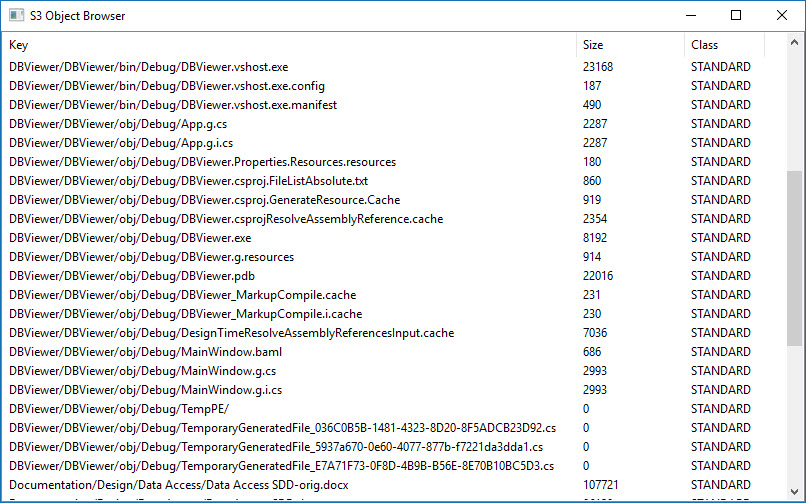 S3 Object Browser
Key Size Class
DBViewer/DBViewer/bin/Debug/DBViewer.vshost.exe 23168 STANDARD
DBViewer/DBViewer/bin/Debug/DBViewer.vshost.exe.config 187 STANDARD
DBViewer/DBViewer/bin/Debug/DBViewer.vshost.exe.manifest 490 STANDARD
DBViewer/DBViewer/obj/Debug/App.g.cs 2287 STANDARD
DBViewer/DBViewer/obj/Debug/App.g.i.cs 2287 STANDARD
DBViewer/DBViewer/obj/Debug/DBViewer.Properties.Resources.resources 180 STANDARD
DBViewer/DBViewer/obj/Debug/DBViewer.csproj.FileListAbsolute.txt 860 STANDARD
DBViewer/DBViewer/obj/Debug/DBViewer.csproj.GenerateResource.Cache 919 STANDARD
DBViewer/DBViewer/obj/Debug/DBViewer.csprojResolveAssemblyReference.cache 2354 STANDARD
DBViewer/DBViewer/obj/Debug/DBViewer.exe 8192 STANDARD
DBViewer/DBViewer/obj/Debug/DBViewer.g.resources 914 STANDARD
DBViewer/DBViewer/obj/Debug/DBViewer.pdb 22016 STANDARD
DBViewer/DBViewer/obj/Debug/DBViewer_MarkupCompile.cache 231 STANDARD
DBViewer/DBViewer/obj/Debug/DBViewer_MarkupCompile.i.cache 230 STANDARD
DBViewer/DBViewer/obj/Debug/DesignTimeResolveAssemblyReferencesInput.cache 7036 STANDARD
DBViewer/DBViewer/obj/Debug/MainWindow.baml 686 STANDARD
DBViewer/DBViewer/obj/Debug/MainWindow.g.cs 2993 STANDARD
DBViewer/DBViewer/obj/Debug/MainWindow.g.i.cs 2993 STANDARD
DBViewer/DBViewer/obj/Debug/TempPE/ 0 STANDARD
DBViewer/DBViewer/obj/Debug/TemporaryGeneratedFile_036C0B5B-1481-4323-8D20-8F5ADCB23D92.cs 0 STANDARD
DBViewer/DBViewer/obj/Debug/TemporaryGeneratedFile_5937a670-0e60-4077-877b-f7221da3dda1.cs 0 STANDARD
DBViewer/DBViewer/obj/Debug/TemporaryGeneratedFile_E7A71F73-0F8D-4B9B-B56E-8E70B10BC5D3.cs 0 STANDARD
Documentation/Design/Data Access/Data Access SDD-orig.docx 107721 STANDARD